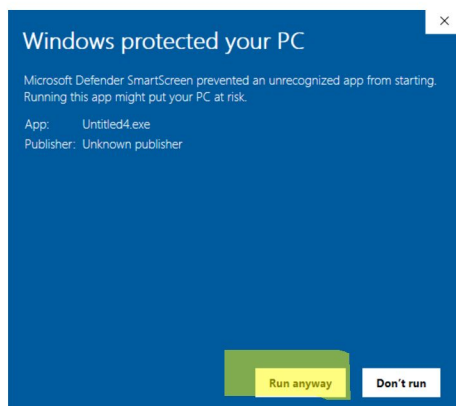 Windows protected your PC
Microsoft Defender SmartScreen prevented an unrecognized app from starting.
Running this app might put your PC at risk.
App: Untitled4.exe
Publisher: Unknown publisher
Run anyway Don't run